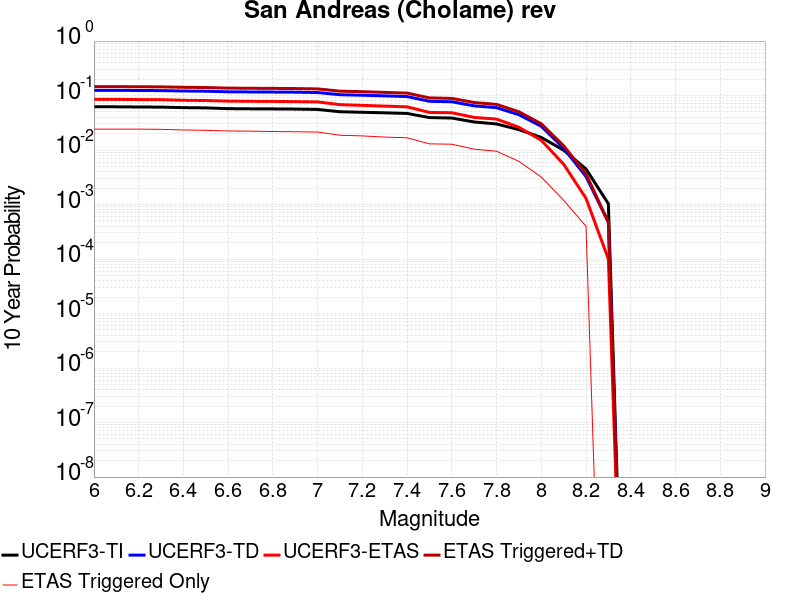 San Andreas (Cholame) rev
10 Year Probability
10^0
10^-1
10^-2
10^-3
10^-4
10^-5
10^-6
10^-7
10^-8
6 6.2 6.4 6.6 6.8 7 7.2 7.4 7.6 7.8 8 8.2 8.4 8.6 8.8 9
Magnitude
UCERF3-TI UCERF3-TD UCERF3-ETAS ETAS Triggered+TD
ETAS Triggered Only